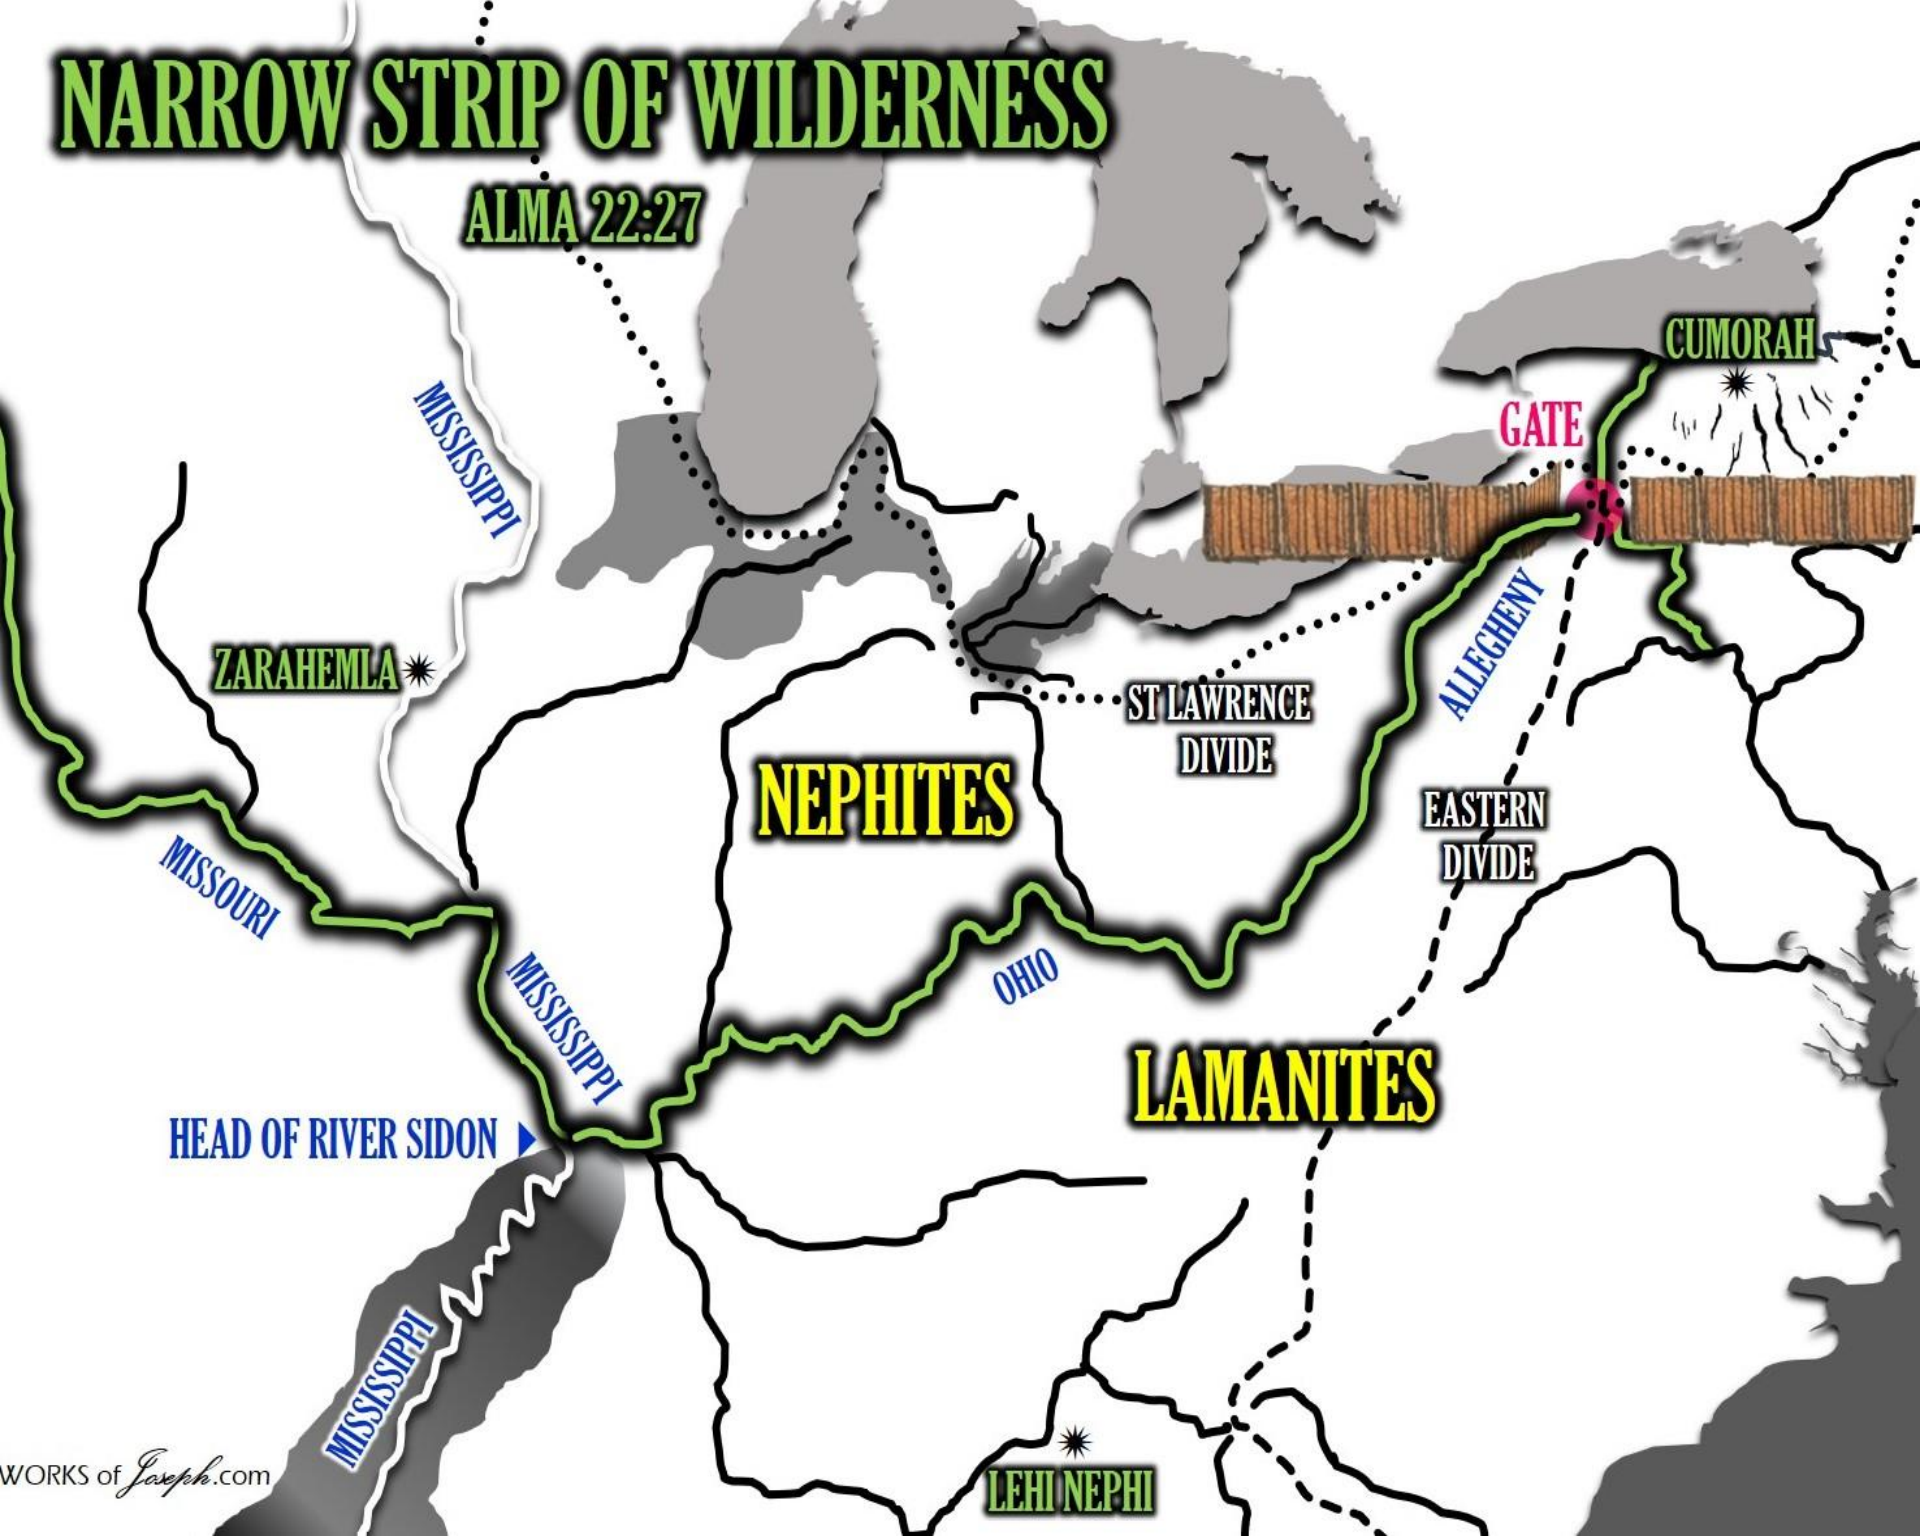 NARROW STRIP OF WILDERNESS
ALMA 22:27
CUMORAH
MISSISSIPPI
GATE
ZARAHEMLA
ALLEGHENY
ST LAWRENCE
DIVIDE
NEPHITES
EASTERN
DIVIDE
MISSOURI
MISSISSIPPI
OHIO
LAMANITES
HEAD OF RIVER SIDON
MISSISSIPPI
WORKS of Joseph.com
LEHI NEPHI